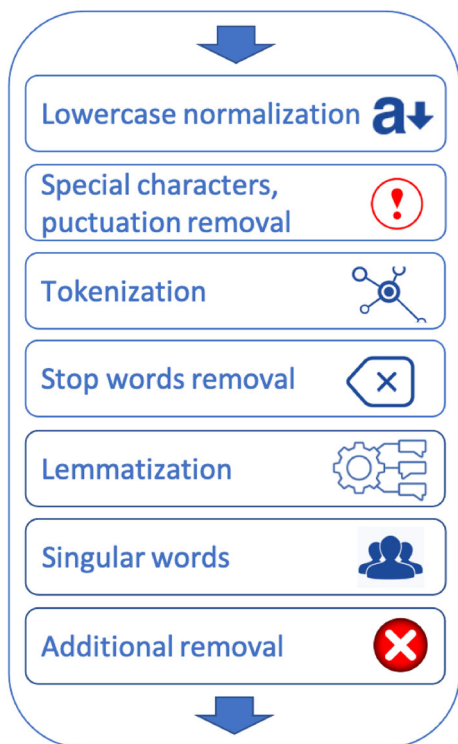 Lowercase normalization a
Special characters,
puctuation removal
Tokenization
Stop words removal
Lemmatization
Singular words
Additional removal